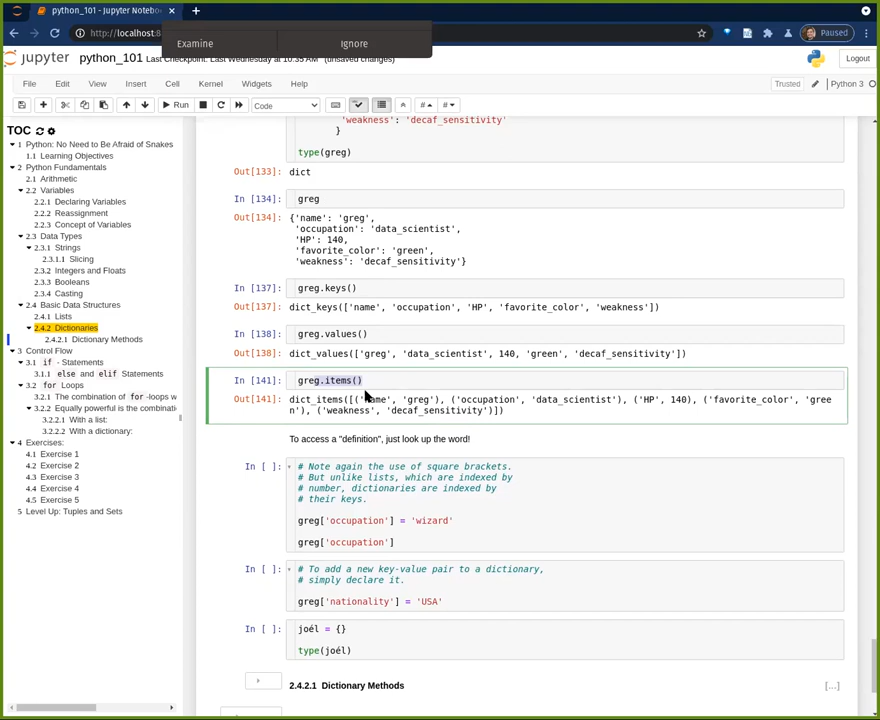 python_101 - Jupyter Noteboo
http://localhost:8
Examine
Ignore
Paused
jupyter
python_101
(unsaved changes)
Logout
File Edit View Insert Cell Kernel Widgets Help
Trusted
Python 3
Run
Code
TOC
1 Python: No Need to Be Afraid of Snakes
1.1 Learning Objectives
2 Python Fundamentals
2.1 Arithmetic
2.2 Variables
2.2.1 Declaring Variables
2.2.2 Reassignment
2.2.3 Concept of Variables
2.3 Data Types
2.3.1 Strings
2.3.1.1 Slicing
2.3.2 Integers and Floats
2.3.3 Booleans
2.3.4 Casting
2.4 Basic Data Structures
2.4.1 Lists
2.4.2 Dictionaries
2.4.2.1 Dictionary Methods
3 Control Flow
3.1 if - Statements
3.1.1 else and elif Statements
3.2 for Loops
3.2.1 The combination of for -loops w
3.2.2 Equally powerful is the combinati
3.2.2.1 With a list:
3.2.2.2 With a dictionary:
4 Exercises:
4.1 Exercise 1
4.2 Exercise 2
4.3 Exercise 3
4.4 Exercise 4
4.5 Exercise 5
5 Level Up: Tuples and Sets
'weakness': 'decaf_sensitivity'
}
type(greg)
Out[133]: dict
In [134]: greg
Out[134]: {'name': 'greg',
'occupation': 'data_scientist',
'HP': 140,
'favorite_color': 'green',
'weakness': 'decaf_sensitivity'}
In [137]: greg.keys()
Out[137]: dict_keys(['name', 'occupation', 'HP', 'favorite_color', 'weakness'])
In [138]: greg.values()
Out[138]: dict_values(['greg', 'data_scientist', 140, 'green', 'decaf_sensitivity'])
In [141]: greg.items()
Out[141]: dict_items([('name', 'greg'), ('occupation', 'data_scientist'), ('HP', 140), ('favorite_color', 'gree
n'), ('weakness', 'decaf_sensitivity')])
To access a "definition", just look up the word!
In [ ]: # Note again the use of square brackets.
# But unlike lists, which are indexed by
# number, dictionaries are indexed by
# their keys.
greg['occupation'] = 'wizard'
greg['occupation']
In [ ]: # To add a new key-value pair to a dictionary,
# simply declare it.
greg['nationality'] = 'USA'
In [ ]: joél = {}
type(joél)
2.4.2.1 Dictionary Methods
[...]